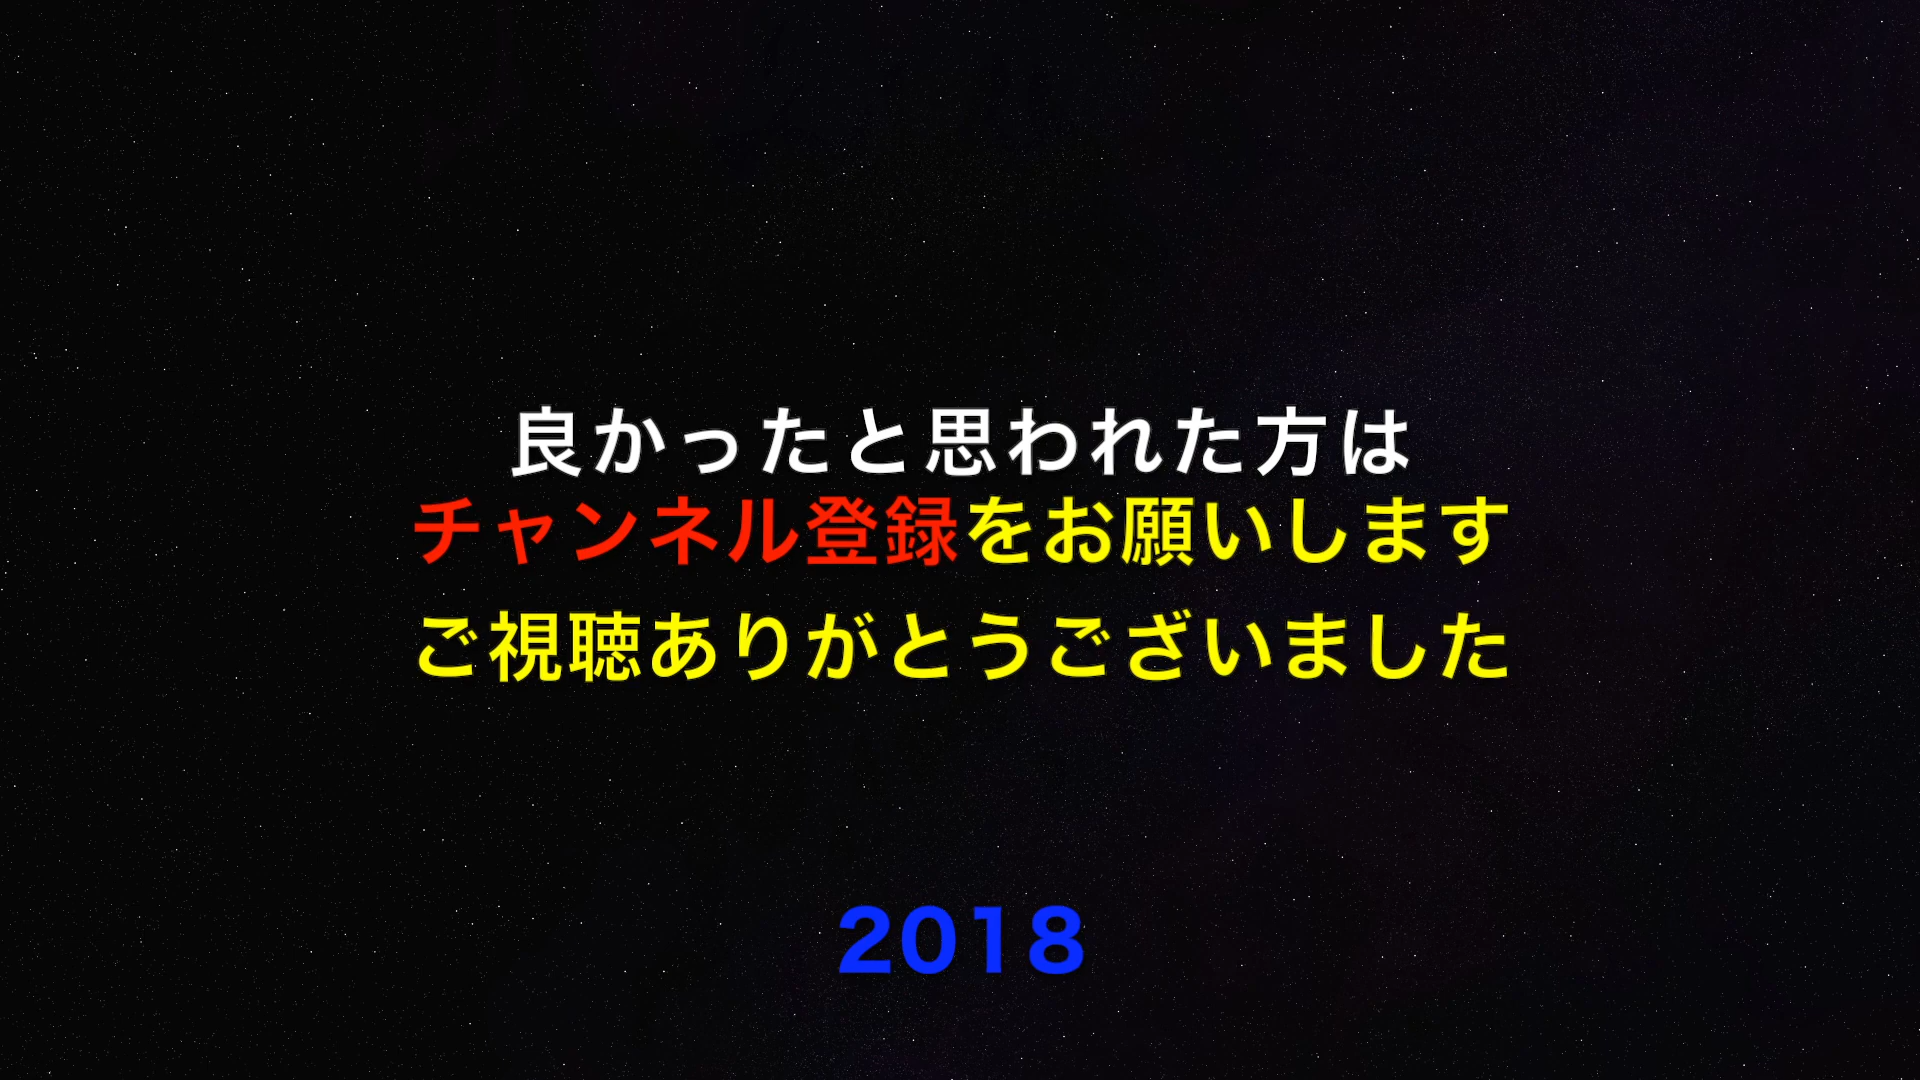 良かったと思われた方は
チャンネル登録をお願いします
ご視聴ありがとうございました
2018